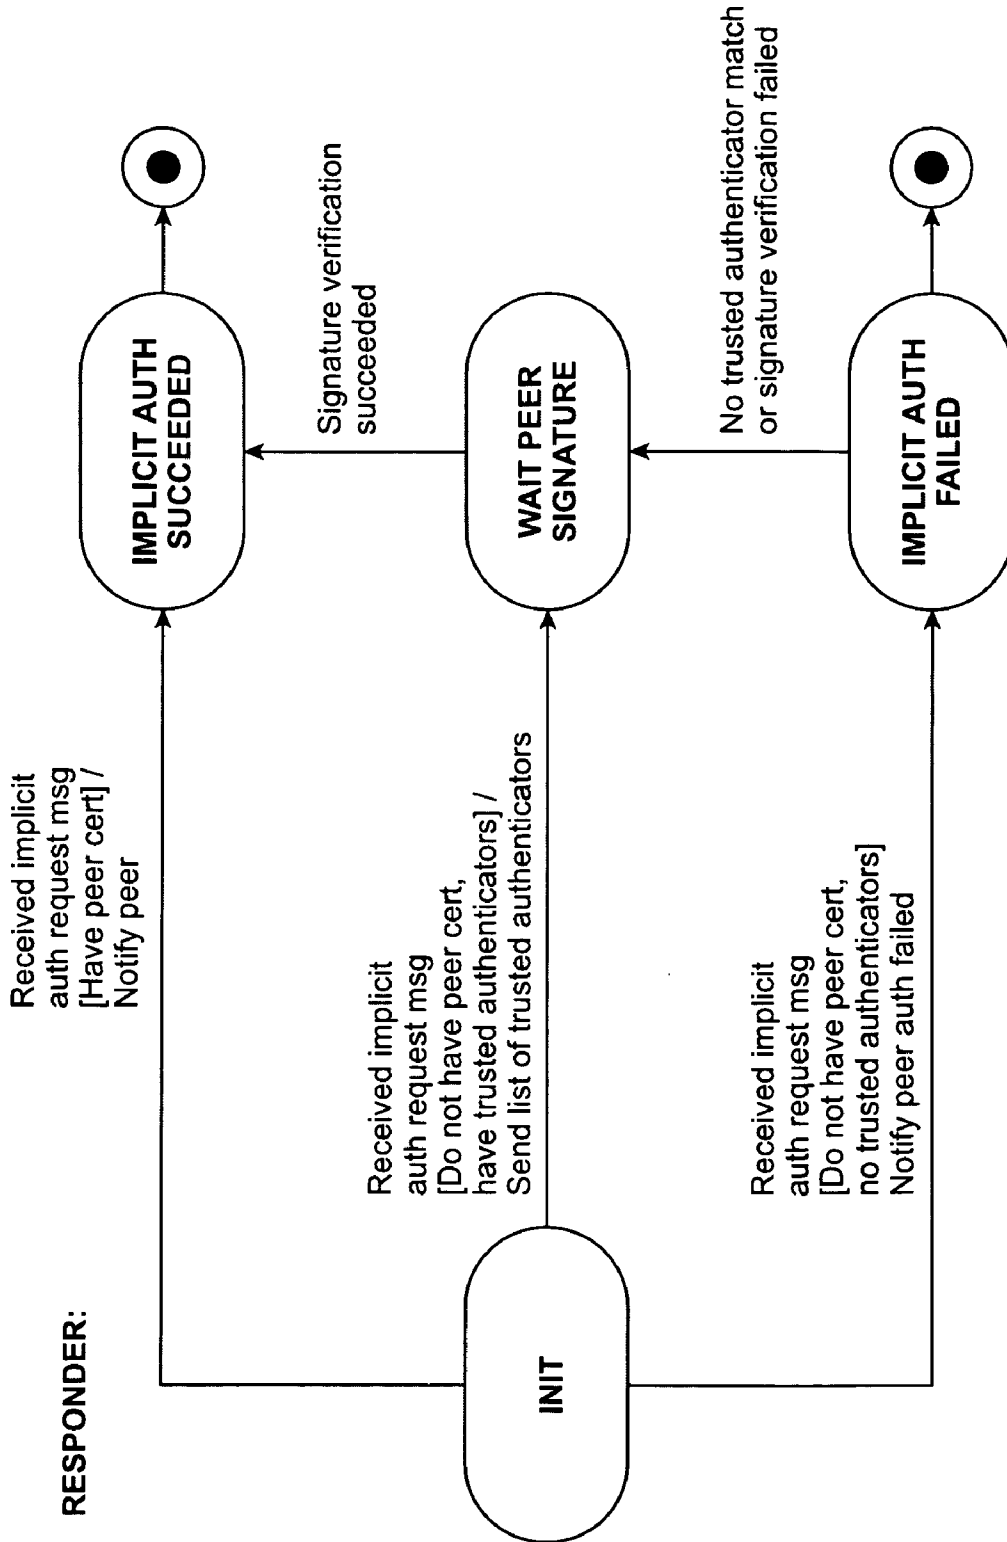 RESPONDER:
Received implicit
auth request msg
[Have peer cert] /
Notify peer
IMPLICIT AUTH
SUCCEEDED
Signature verification
succeeded
INIT
Received implicit
auth request msg
[Do not have peer cert,
have trusted authenticators] /
Send list of trusted authenticators
WAIT PEER
SIGNATURE
No trusted authenticator match
or signature verification failed
Received implicit
auth request msg
[Do not have peer cert,
no trusted authenticators]
Notify peer auth failed
IMPLICIT AUTH
FAILED